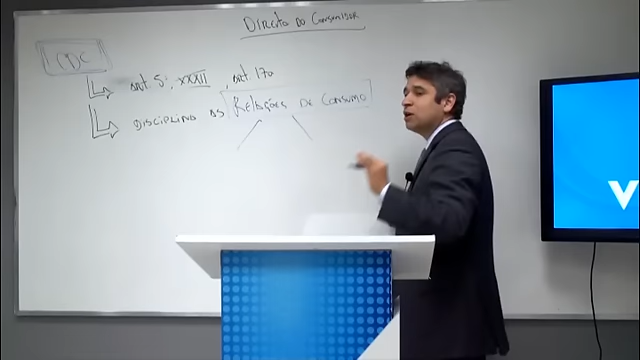 Direito do Consumidor
CDC
art 5º, XXXII, art 170
Disciplina as Relações de Consumo
V